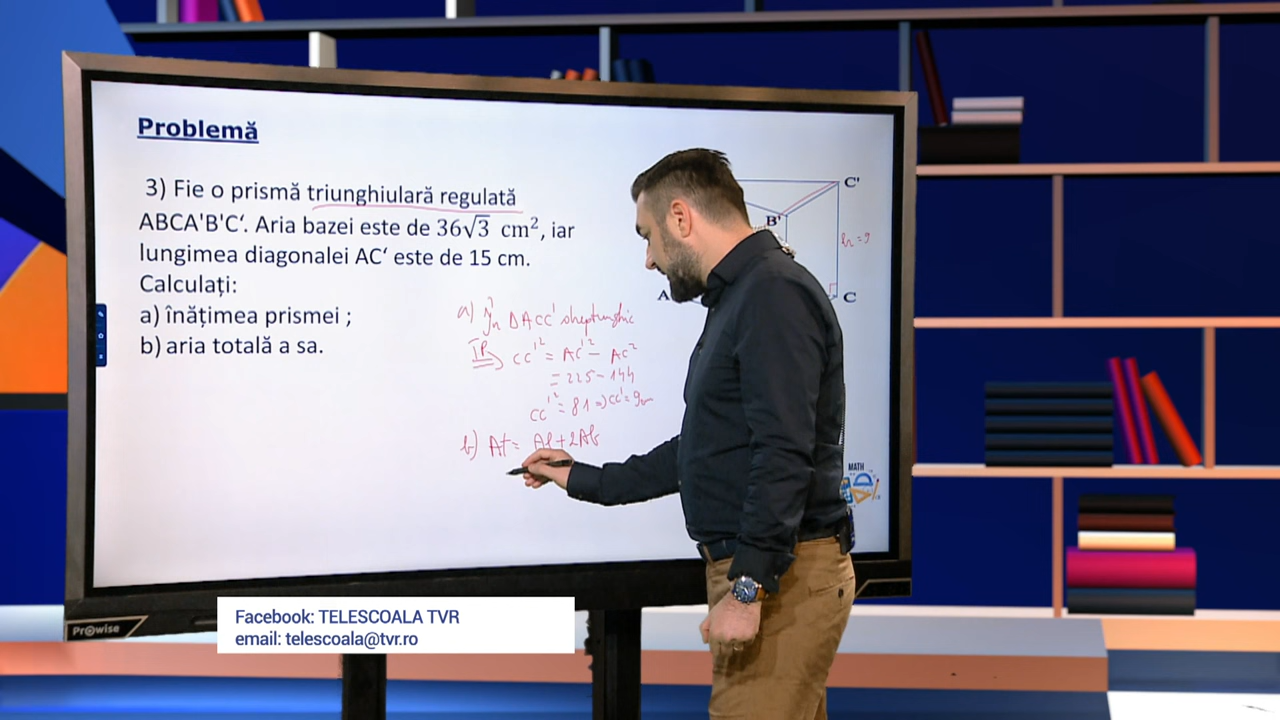 Problemă
3) Fie o prismă triunghiulară regulată
ABCA'B'C‘. Aria bazei este de 36√3 cm², iar
lungimea diagonalei AC‘ este de 15 cm.
Calculați:
a) înățimea prismei ;
b) aria totală a sa.
C'
B'
h = 9
A
C
a) În ΔACC' dreptunghic
TP⇒ CC'² = AC'² - AC²
= 225 - 144
CC'² = 81 ⇒ CC' = 9cm
b) At = Al + 2Ab
MATH
Prowise
Facebook: TELESCOALA TVR
email: telescoala@tvr.ro